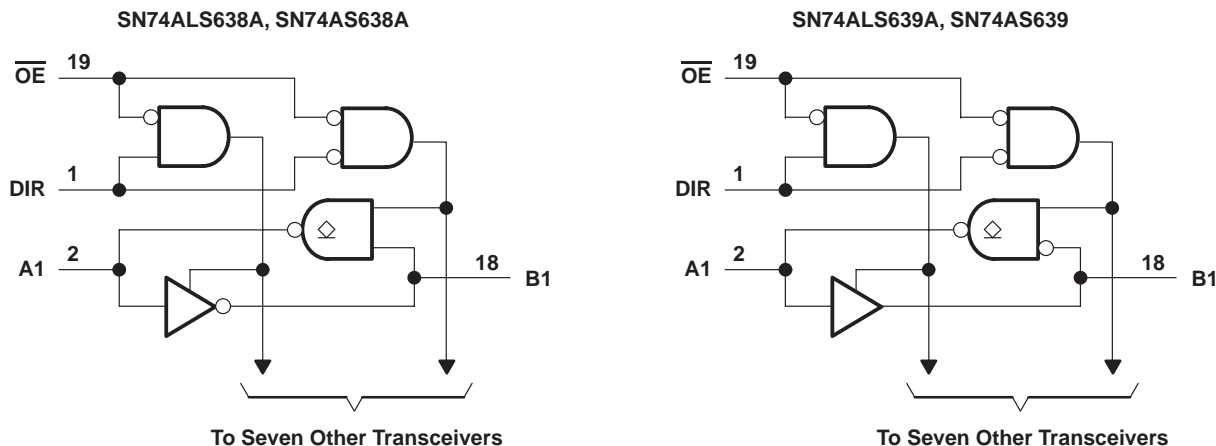 SN74ALS638A, SN74AS638A
OE 19
DIR 1
A1 2
18 B1
To Seven Other Transceivers
SN74ALS639A, SN74AS639
OE 19
DIR 1
A1 2
18 B1
To Seven Other Transceivers